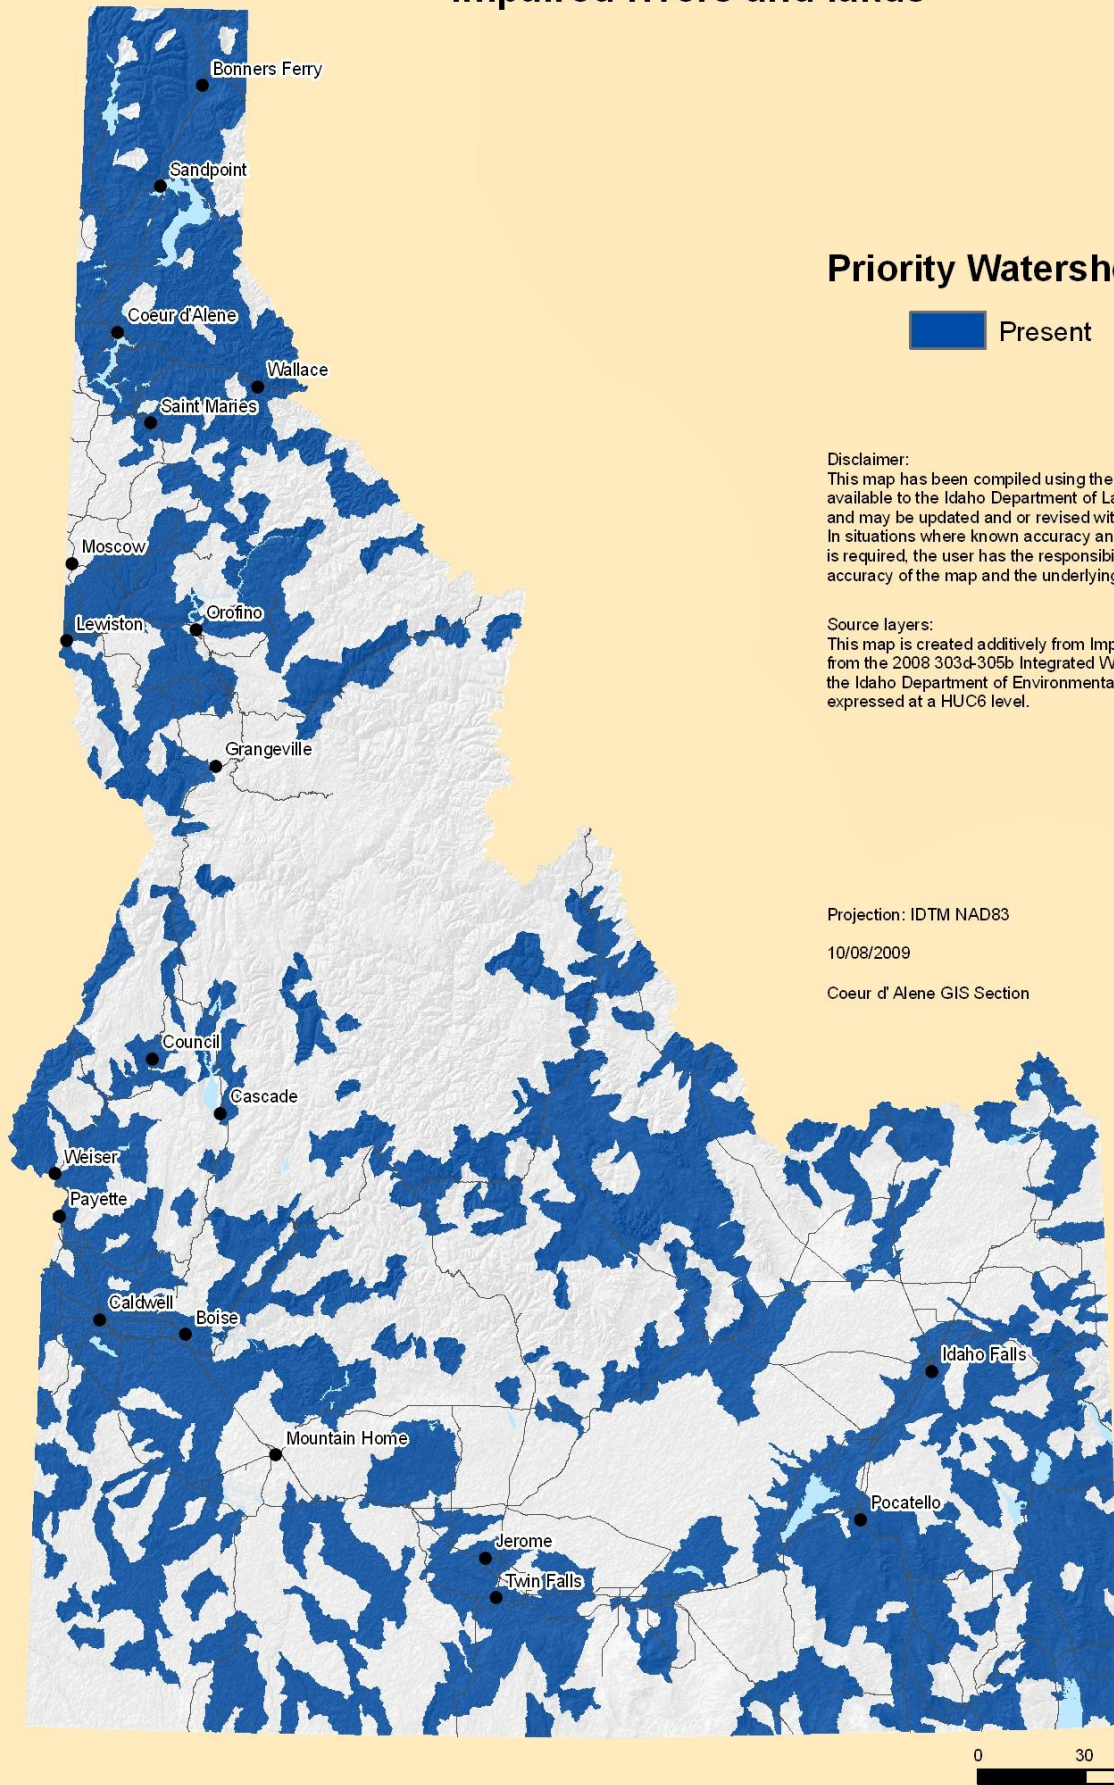 Impaired rivers and lakes
Bonners Ferry
Sandpoint
Priority Watersh
Coeur d'Alene
Present
Wallace
Saint Maries
Disclaimer:
This map has been compiled using the
available to the Idaho Department of La
and may be updated and or revised wit
In situations where known accuracy an
is required, the user has the responsibi
accuracy of the map and the underlying
Moscow
Orofino
Lewiston
Source layers:
This map is created additively from Imp
from the 2008 303d-305b Integrated W
the Idaho Department of Environmenta
expressed at a HUC6 level.
Grangeville
Projection: IDTM NAD83
10/08/2009
Coeur d' Alene GIS Section
Council
Cascade
Weiser
Payette
Caldwell
Boise
Idaho Falls
Mountain Home
Pocatello
Jerome
Twin Falls
0 30